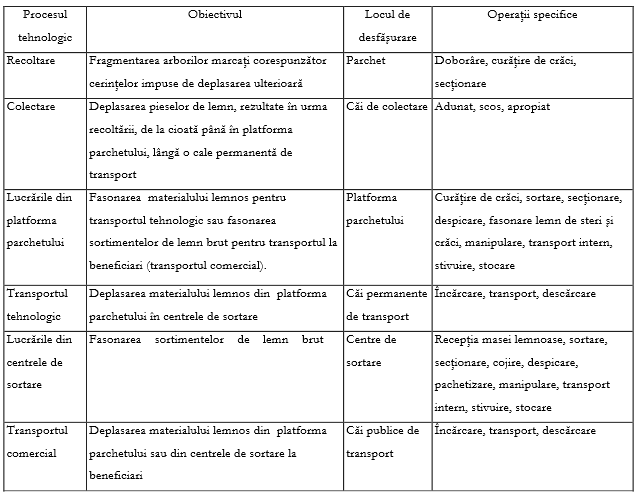 Procesul tehnologic | Obiectivul | Locul de desfășurare | Operații specifice
Recoltare | Fragmentarea arborilor marcați corespunzător cerințelor impuse de deplasarea ulterioară | Parchet | Doborâre, curățire de crăci, secționare
Colectare | Deplasarea pieselor de lemn, rezultate în urma recoltării, de la cioată până în platforma parchetului, lângă o cale permanentă de transport | Căi de colectare | Adunat, scos, apropiat
Lucrările din platforma parchetului | Fasonarea materialului lemnos pentru transportul tehnologic sau fasonarea sortimentelor de lemn brut pentru transportul la beneficiari (transportul comercial). | Platforma parchetului | Curățire de crăci, sortare, secționare, despicare, fasonare lemn de steri și crăci, manipulare, transport intern, stivuire, stocare
Transportul tehnologic | Deplasarea materialului lemnos din platforma parchetului în centrele de sortare | Căi permanente de transport | Încărcare, transport, descărcare
Lucrările din centrele de sortare | Fasonarea sortimentelor de lemn brut | Centre de sortare | Recepția masei lemnoase, sortare, secționare, cojire, despicare, pachetizare, manipulare, transport intern, stivuire, stocare
Transportul comercial | Deplasarea materialului lemnos din platforma parchetului sau din centrele de sortare la beneficiari | Căi publice de transport | Încărcare, transport, descărcare